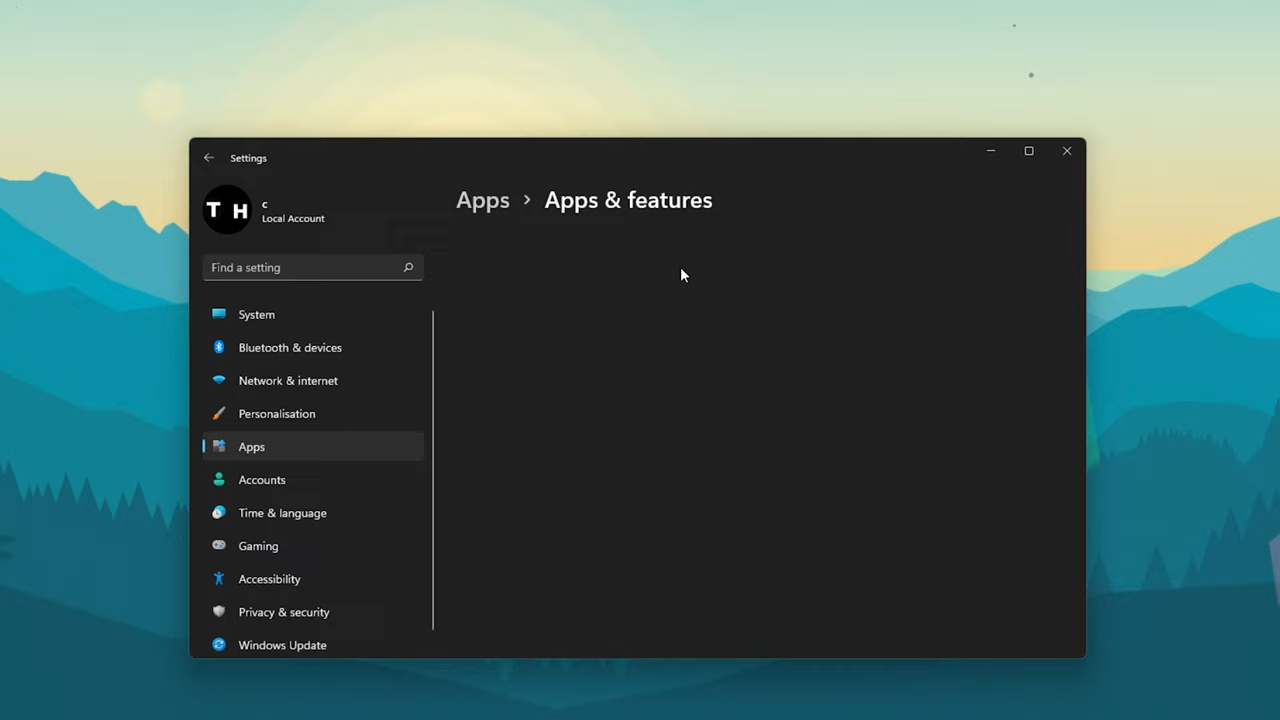 Settings
T H
c
Local Account
Apps > Apps & features
Find a setting
System
Bluetooth & devices
Network & internet
Personalisation
Apps
Accounts
Time & language
Gaming
Accessibility
Privacy & security
Windows Update